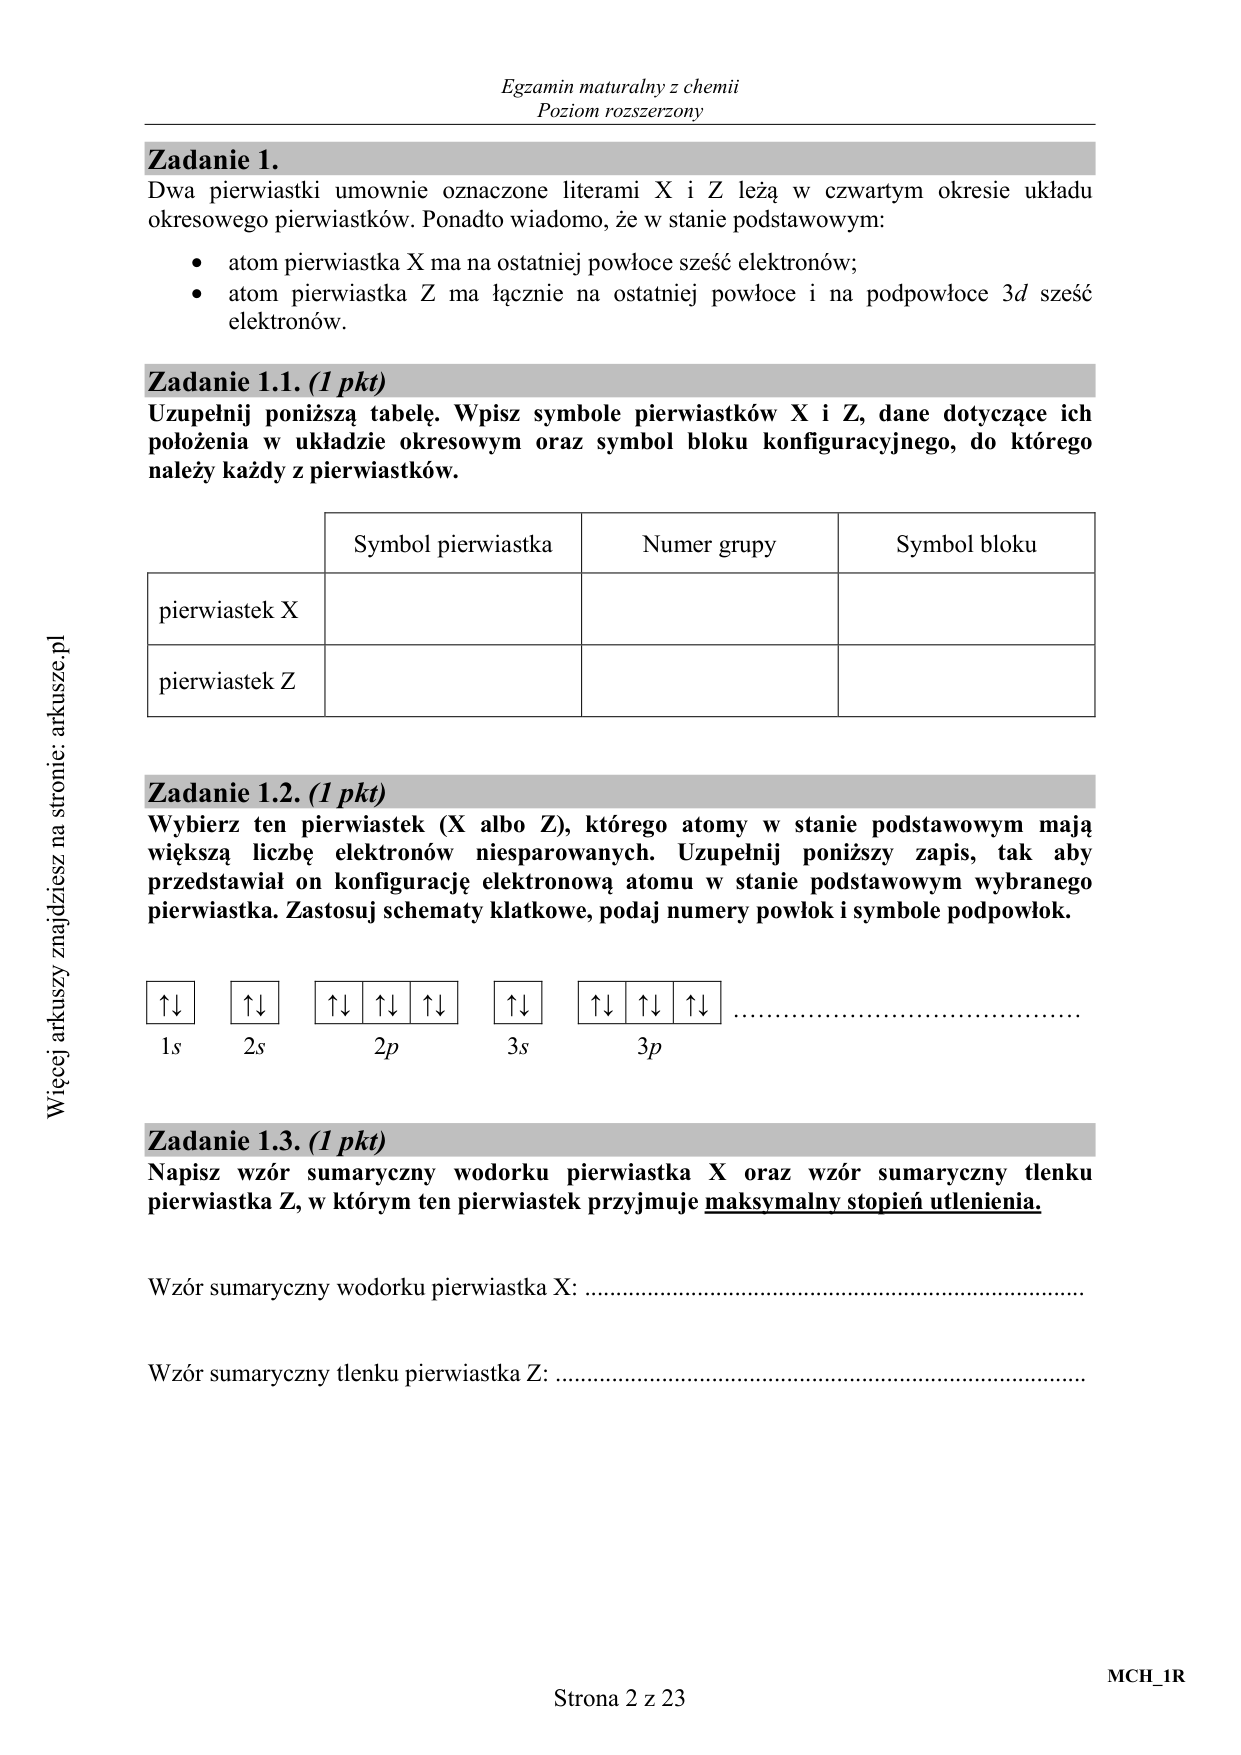 Egzamin maturalny z chemii
Poziom rozszerzony
Zadanie 1.
Dwa pierwiastki umownie oznaczone literami X i Z leżą w czwartym okresie układu
okresowego pierwiastków. Ponadto wiadomo, że w stanie podstawowym:
• atom pierwiastka X ma na ostatniej powłoce sześć elektronów;
• atom pierwiastka Z ma łącznie na ostatniej powłoce i na podpowłoce 3d sześć
elektronów.
Zadanie 1.1. (1 pkt)
Uzupełnij poniższą tabelę. Wpisz symbole pierwiastków X i Z, dane dotyczące ich
położenia w układzie okresowym oraz symbol bloku konfiguracyjnego, do którego
należy każdy z pierwiastków.
Symbol pierwiastka Numer grupy Symbol bloku
pierwiastek X
pierwiastek Z
Zadanie 1.2. (1 pkt)
Wybierz ten pierwiastek (X albo Z), którego atomy w stanie podstawowym mają
większą liczbę elektronów niesparowanych. Uzupełnij poniższy zapis, tak aby
przedstawiał on konfigurację elektronową atomu w stanie podstawowym wybranego
pierwiastka. Zastosuj schematy klatkowe, podaj numery powłok i symbole podpowłok.
↑↓ ↑↓ ↑↓ ↑↓ ↑↓ ↑↓ ↑↓ ↑↓ ↑↓ ..........................................
1s 2s 2p 3s 3p
Zadanie 1.3. (1 pkt)
Napisz wzór sumaryczny wodorku pierwiastka X oraz wzór sumaryczny tlenku
pierwiastka Z, w którym ten pierwiastek przyjmuje maksymalny stopień utlenienia.
Wzór sumaryczny wodorku pierwiastka X: ................................................................................
Wzór sumaryczny tlenku pierwiastka Z: .....................................................................................
MCH_1R
Strona 2 z 23
Więcej arkuszy znajdziesz na stronie: arkusze.pl